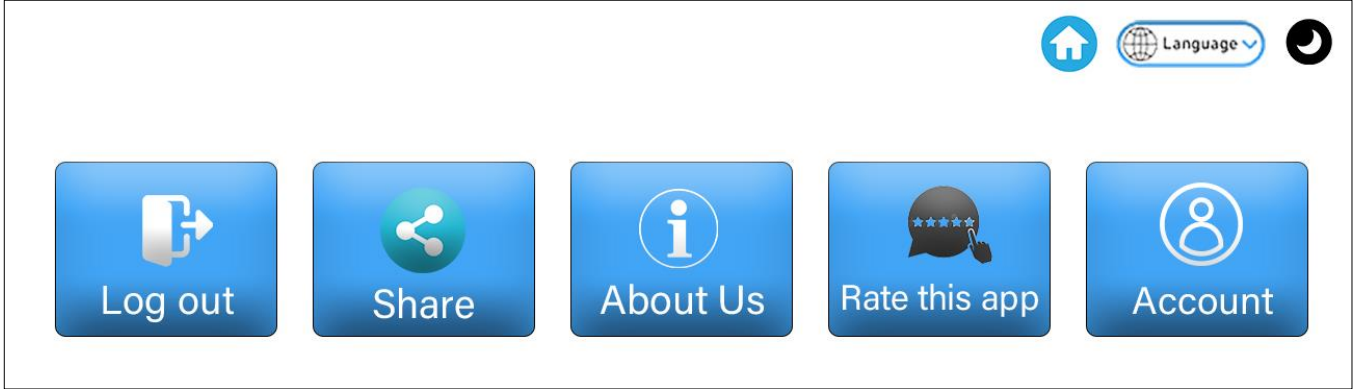 Language
Log out
Share
About Us
Rate this app
Account